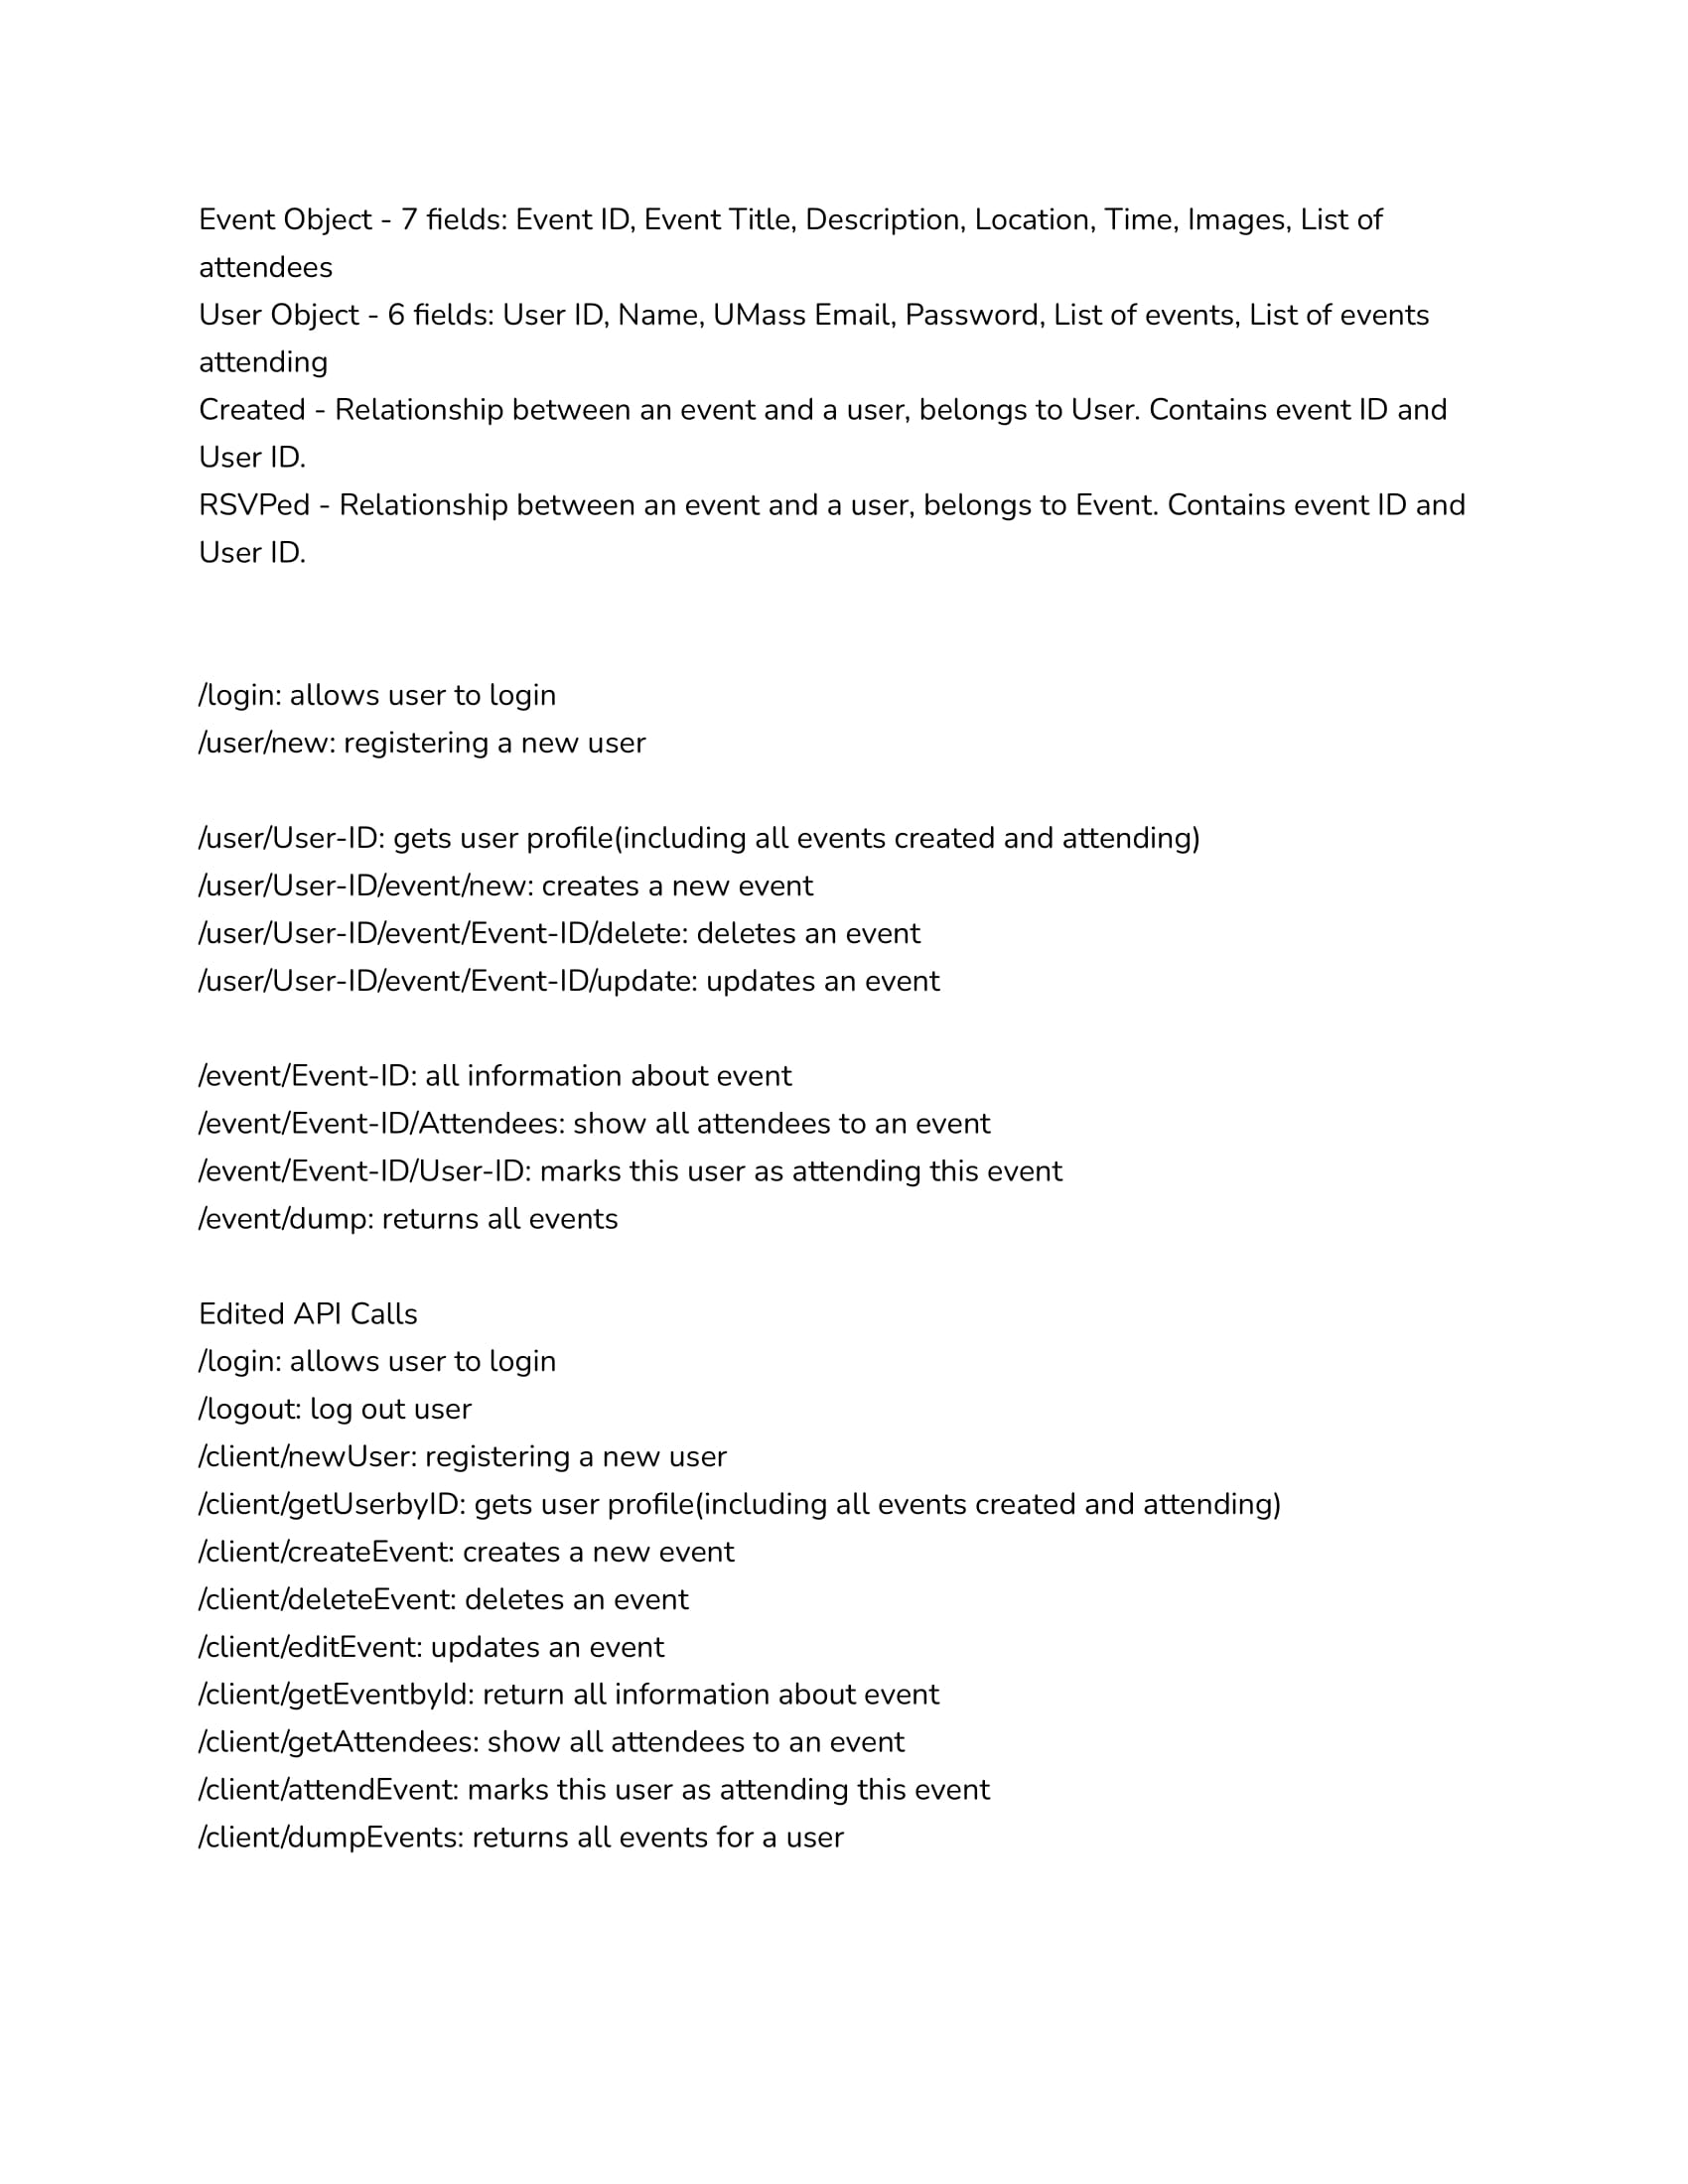 Event Object - 7 fields: Event ID, Event Title, Description, Location, Time, Images, List of
attendees
User Object - 6 fields: User ID, Name, UMass Email, Password, List of events, List of events
attending
Created - Relationship between an event and a user, belongs to User. Contains event ID and
User ID.
RSVPed - Relationship between an event and a user, belongs to Event. Contains event ID and
User ID.
/login: allows user to login
/user/new: registering a new user
/user/User-ID: gets user profile(including all events created and attending)
/user/User-ID/event/new: creates a new event
/user/User-ID/event/Event-ID/delete: deletes an event
/user/User-ID/event/Event-ID/update: updates an event
/event/Event-ID: all information about event
/event/Event-ID/Attendees: show all attendees to an event
/event/Event-ID/User-ID: marks this user as attending this event
/event/dump: returns all events
Edited API Calls
/login: allows user to login
/logout: log out user
/client/newUser: registering a new user
/client/getUserbyID: gets user profile(including all events created and attending)
/client/createEvent: creates a new event
/client/deleteEvent: deletes an event
/client/editEvent: updates an event
/client/getEventbyId: return all information about event
/client/getAttendees: show all attendees to an event
/client/attendEvent: marks this user as attending this event
/client/dumpEvents: returns all events for a user